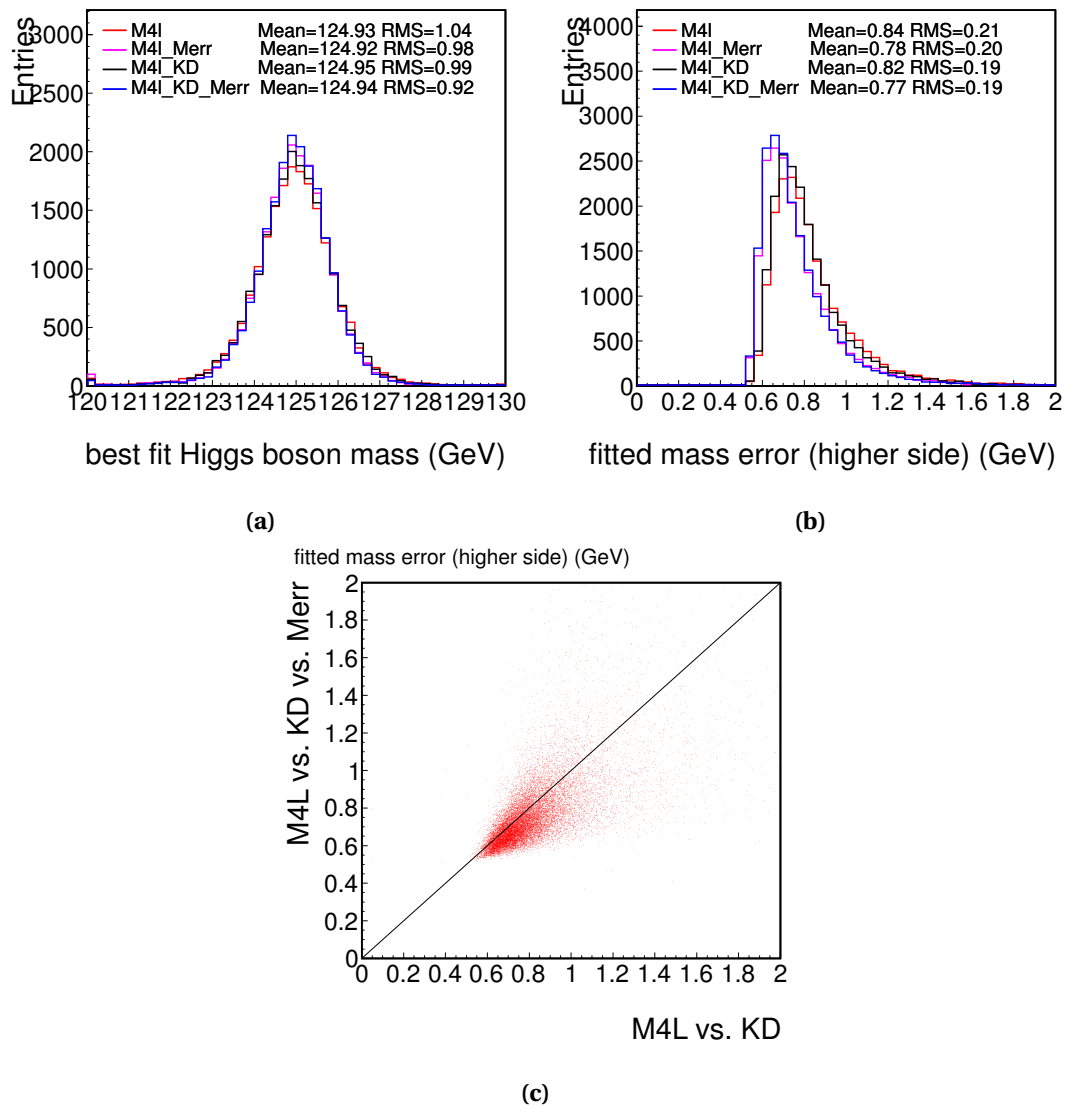 Entries
3000
2500
2000
1500
1000
500
0
M4l Mean=124.93 RMS=1.04
M4l_Merr Mean=124.92 RMS=0.98
M4l_KD Mean=124.95 RMS=0.99
M4l_KD_Merr Mean=124.94 RMS=0.92
120 121 122 123 124 125 126 127 128 129 130
best fit Higgs boson mass (GeV)
(a)
Entries
4000
3500
3000
2500
2000
1500
1000
500
0
M4l Mean=0.84 RMS=0.21
M4l_Merr Mean=0.78 RMS=0.20
M4l_KD Mean=0.82 RMS=0.19
M4l_KD_Merr Mean=0.77 RMS=0.19
0 0.2 0.4 0.6 0.8 1 1.2 1.4 1.6 1.8 2
fitted mass error (higher side) (GeV)
(b)
fitted mass error (higher side) (GeV)
M4L vs. KD vs. Merr
2
1.8
1.6
1.4
1.2
1
0.8
0.6
0.4
0.2
0
0 0.2 0.4 0.6 0.8 1 1.2 1.4 1.6 1.8 2
M4L vs. KD
(c)